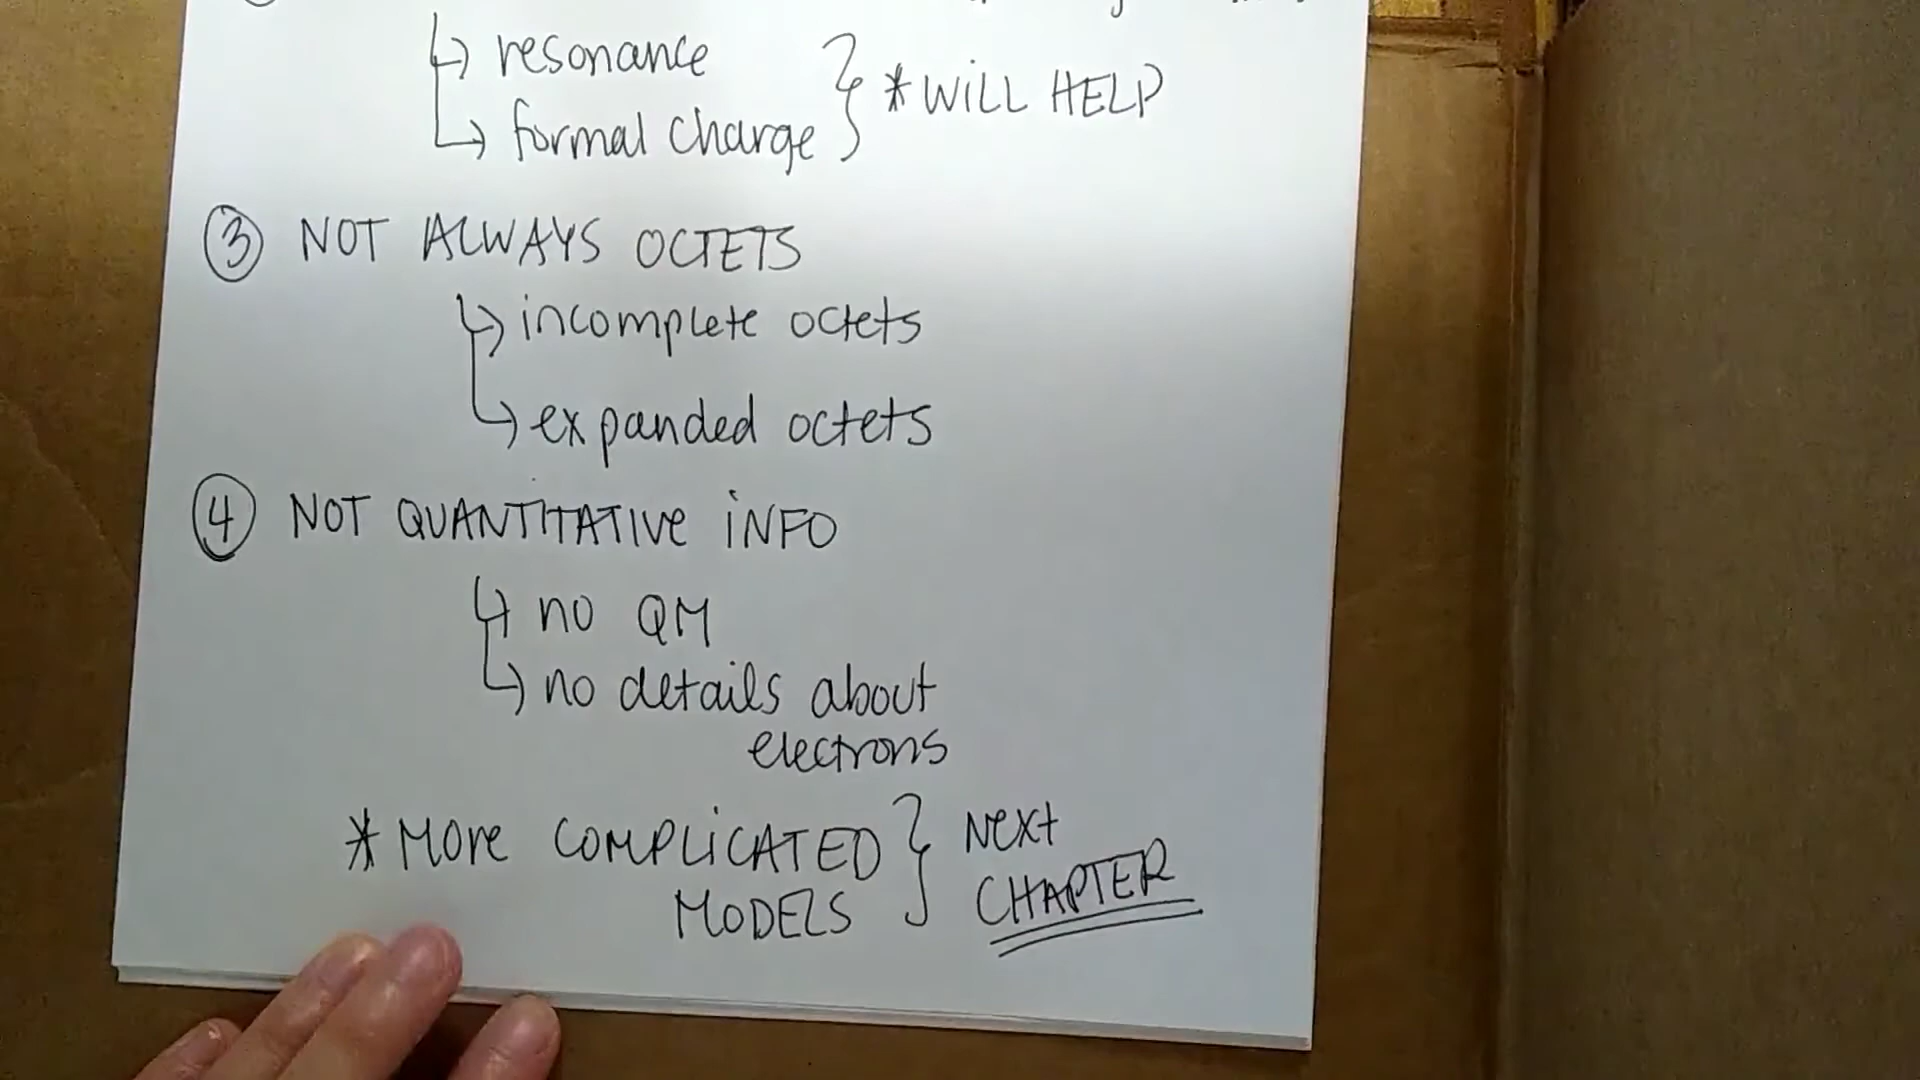 resonance
formal charge
*WiLL HELP
③ NOT ALWAYS OCTETS
incomplete octets
expanded octets
④ NOT QUANTITATIVE iNFO
no QM
no details about
electrons
* MORE COMPLiCATED
MODELS
NEXT
CHAPTER